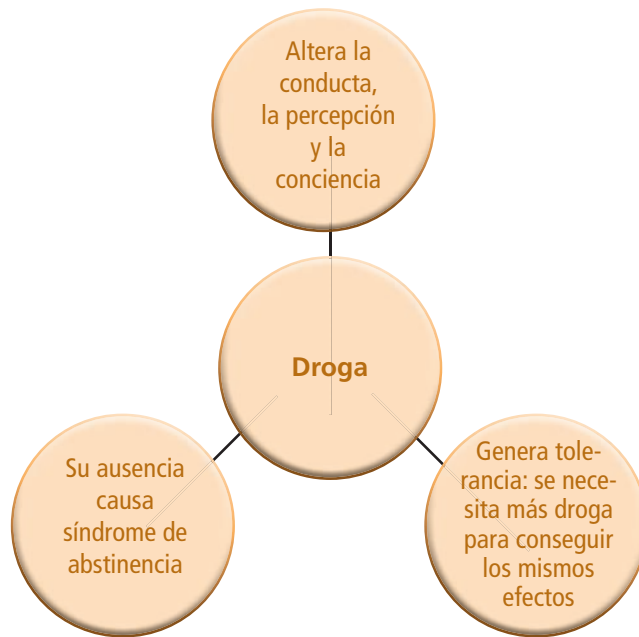 Altera la
conducta,
la percepción
y la
conciencia
Droga
Su ausencia
causa
síndrome de
abstinencia
Genera tole-
rancia: se nece-
sita más droga
para conseguir
los mismos
efectos